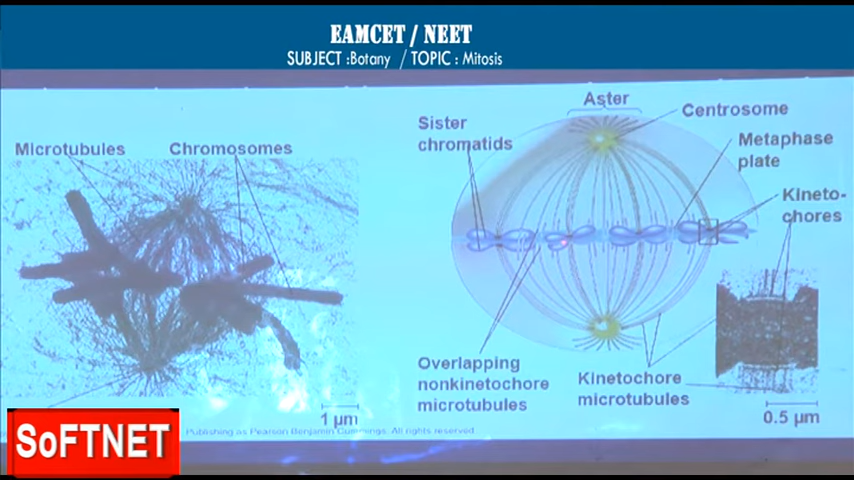 EAMCET / NEET
SUBJECT :Botany / TOPIC : Mitosis
Aster
Sister
chromatids
Centrosome
Metaphase
plate
Microtubules
Chromosomes
Kineto-
chores
Overlapping
nonkinetochore
microtubules
Kinetochore
microtubules
1 µm
0.5 µm
Publishing as Pearson Benjamin Cummings. All rights reserved
SoFTNET